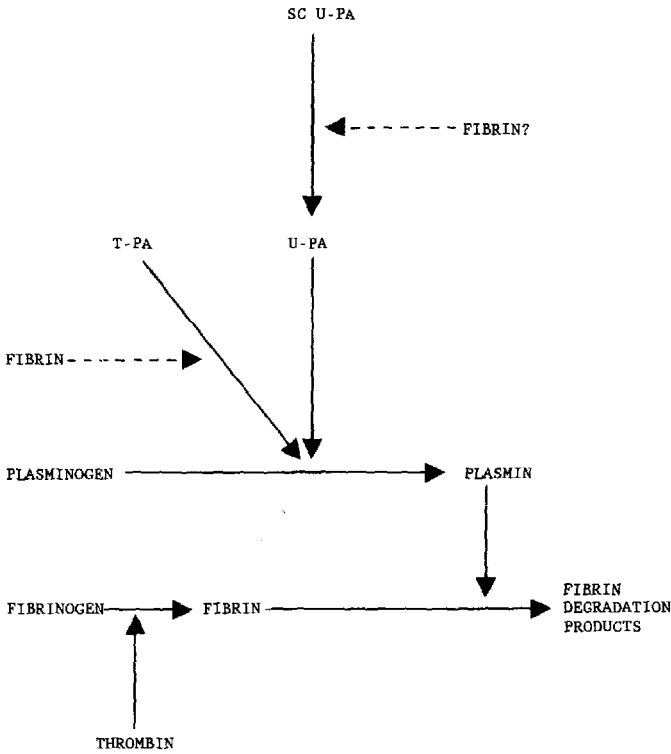 SC U-PA
FIBRIN?
T-PA
U-PA
FIBRIN
PLASMINOGEN
PLASMIN
FIBRINOGEN
FIBRIN
FIBRIN
DEGRADATION
PRODUCTS
THROMBIN